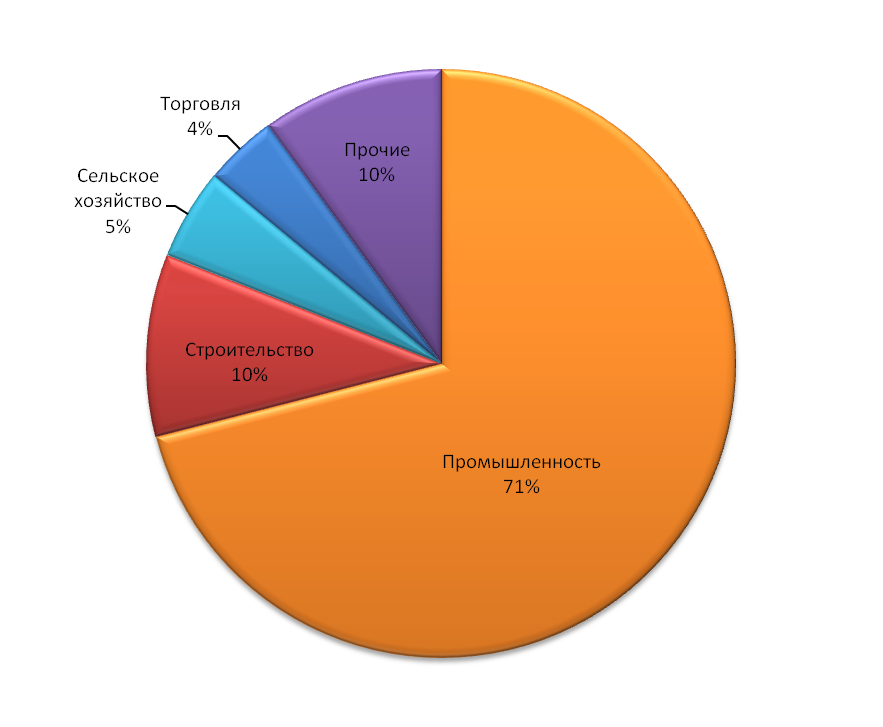 Торговля
4%
Прочие
10%
Сельское
хозяйство
5%
Строительство
10%
Промышленность
71%